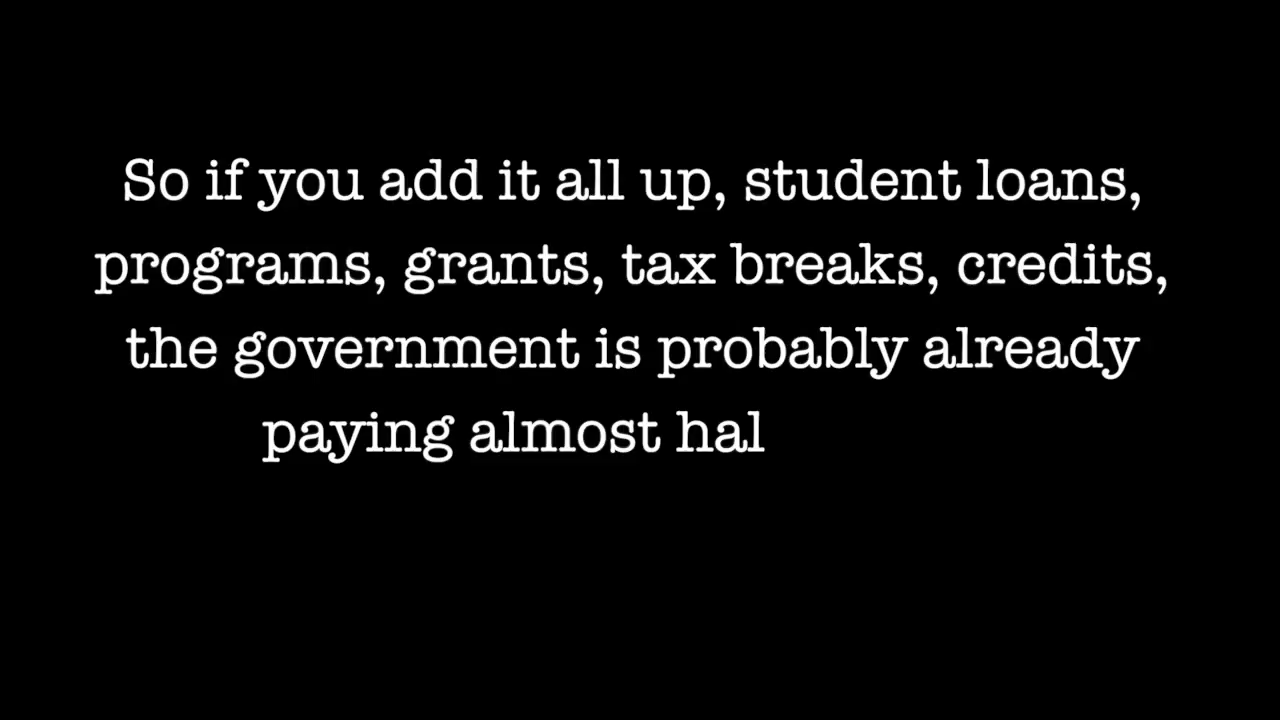 So if you add it all up, student loans,
programs, grants, tax breaks, credits,
the government is probably already
paying almost hal